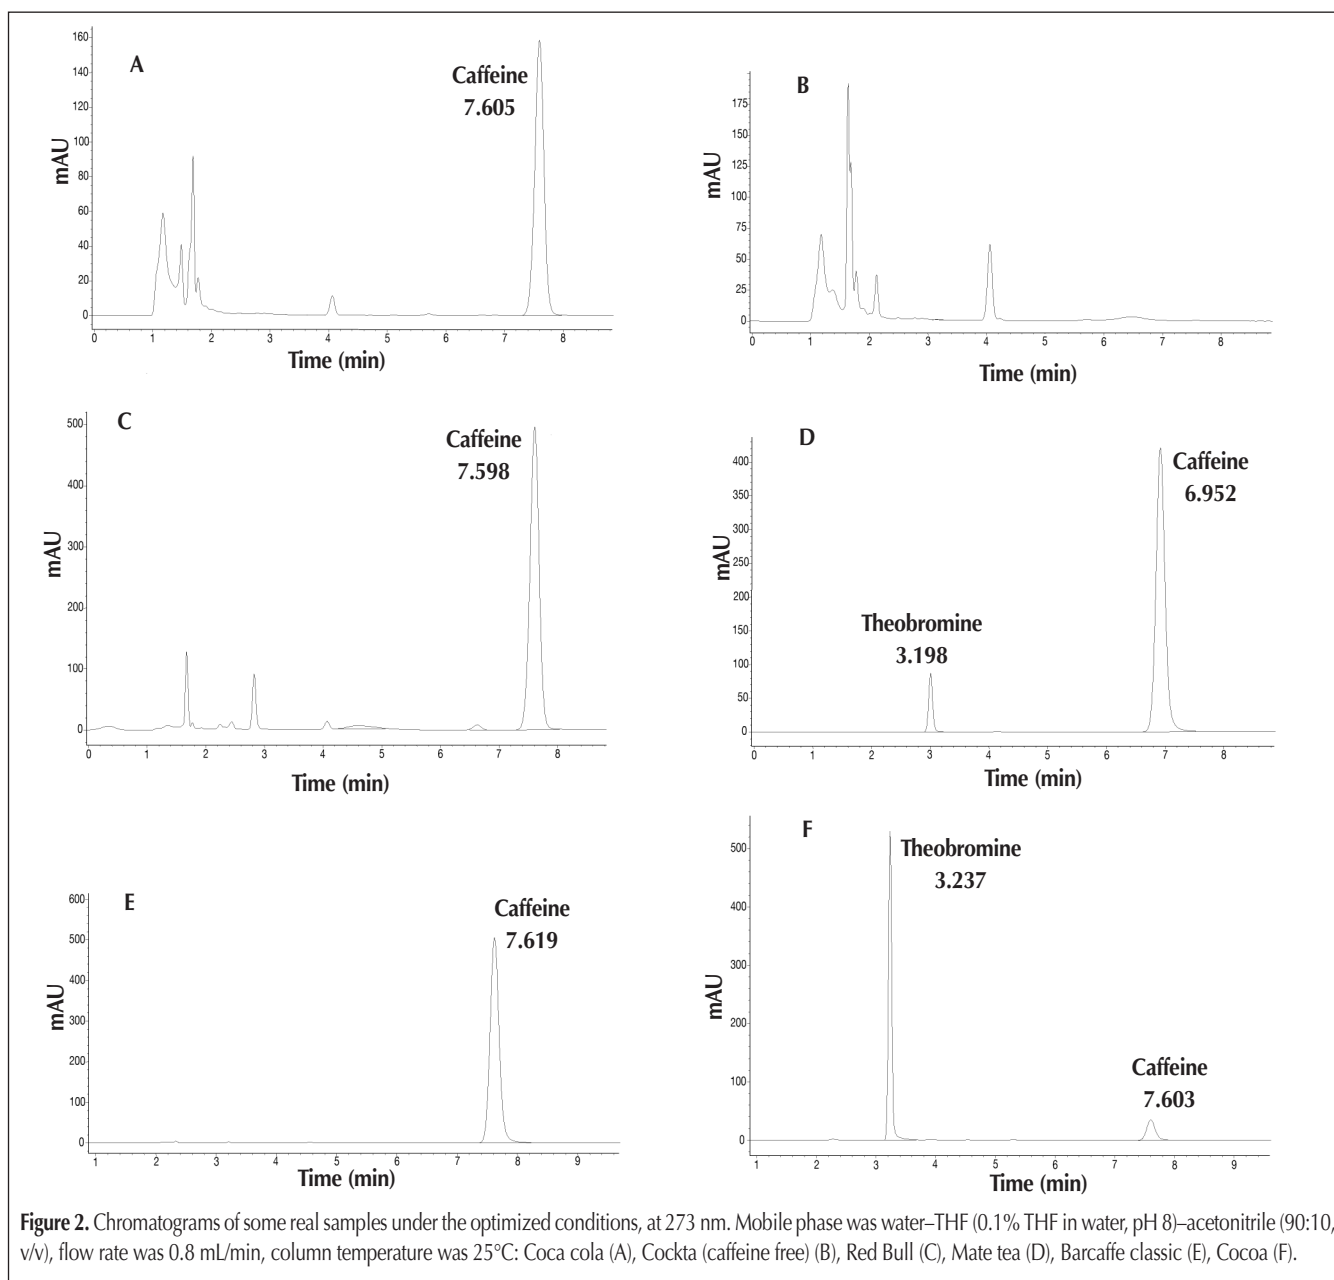 A
Caffeine
7.605
mAU
160
140
120
100
80
60
40
20
0
0 1 2 3 4 5 6 7 8
Time (min)
B
mAU
175
150
125
100
75
50
25
0
0 1 2 3 4 5 6 7 8
Time (min)
C
Caffeine
7.598
mAU
500
400
300
200
100
0
0 1 2 3 4 5 6 7 8
Time (min)
D
Caffeine
6.952
Theobromine
3.198
mAU
400
350
300
250
200
150
100
50
0
0 1 2 3 4 5 6 7 8
Time (min)
E
Caffeine
7.619
mAU
600
500
400
300
200
100
0
1 2 3 4 5 6 7 8 9
Time (min)
F
Theobromine
3.237
Caffeine
7.603
mAU
500
400
300
200
100
0
1 2 3 4 5 6 7 8 9
Time (min)
Figure 2. Chromatograms of some real samples under the optimized conditions, at 273 nm. Mobile phase was water–THF (0.1% THF in water, pH 8)–acetonitrile (90:10,
v/v), flow rate was 0.8 mL/min, column temperature was 25°C: Coca cola (A), Cockta (caffeine free) (B), Red Bull (C), Mate tea (D), Barcaffe classic (E), Cocoa (F).